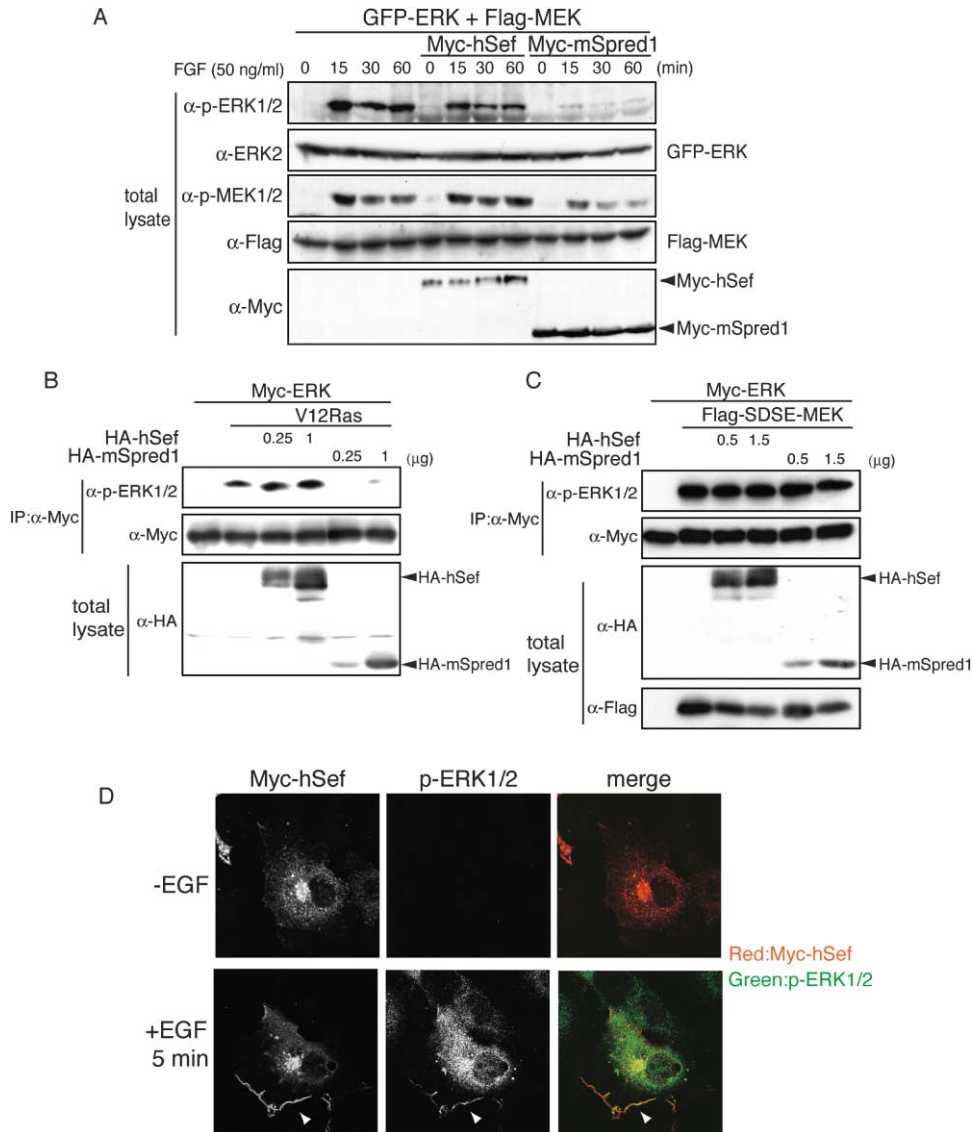 A
GFP-ERK + Flag-MEK
Myc-hSef Myc-mSpred1
FGF (50 ng/ml) 0 15 30 60 0 15 30 60 0 15 30 60 (min)
α-p-ERK1/2
α-ERK2 GFP-ERK
total
lysate
α-p-MEK1/2
α-Flag Flag-MEK
Myc-hSef
α-Myc
Myc-mSpred1
B
Myc-ERK
V12Ras
HA-hSef 0.25 1
HA-mSpred1 0.25 1 (μg)
IP:α-Myc
α-p-ERK1/2
α-Myc
HA-hSef
total
lysate
α-HA
HA-mSpred1
C
Myc-ERK
Flag-SDSE-MEK
HA-hSef 0.5 1.5
HA-mSpred1 0.5 1.5 (μg)
IP:α-Myc
α-p-ERK1/2
α-Myc
HA-hSef
α-HA
total
lysate
HA-mSpred1
α-Flag
D
Myc-hSef p-ERK1/2 merge
-EGF
Red:Myc-hSef
Green:p-ERK1/2
+EGF
5 min